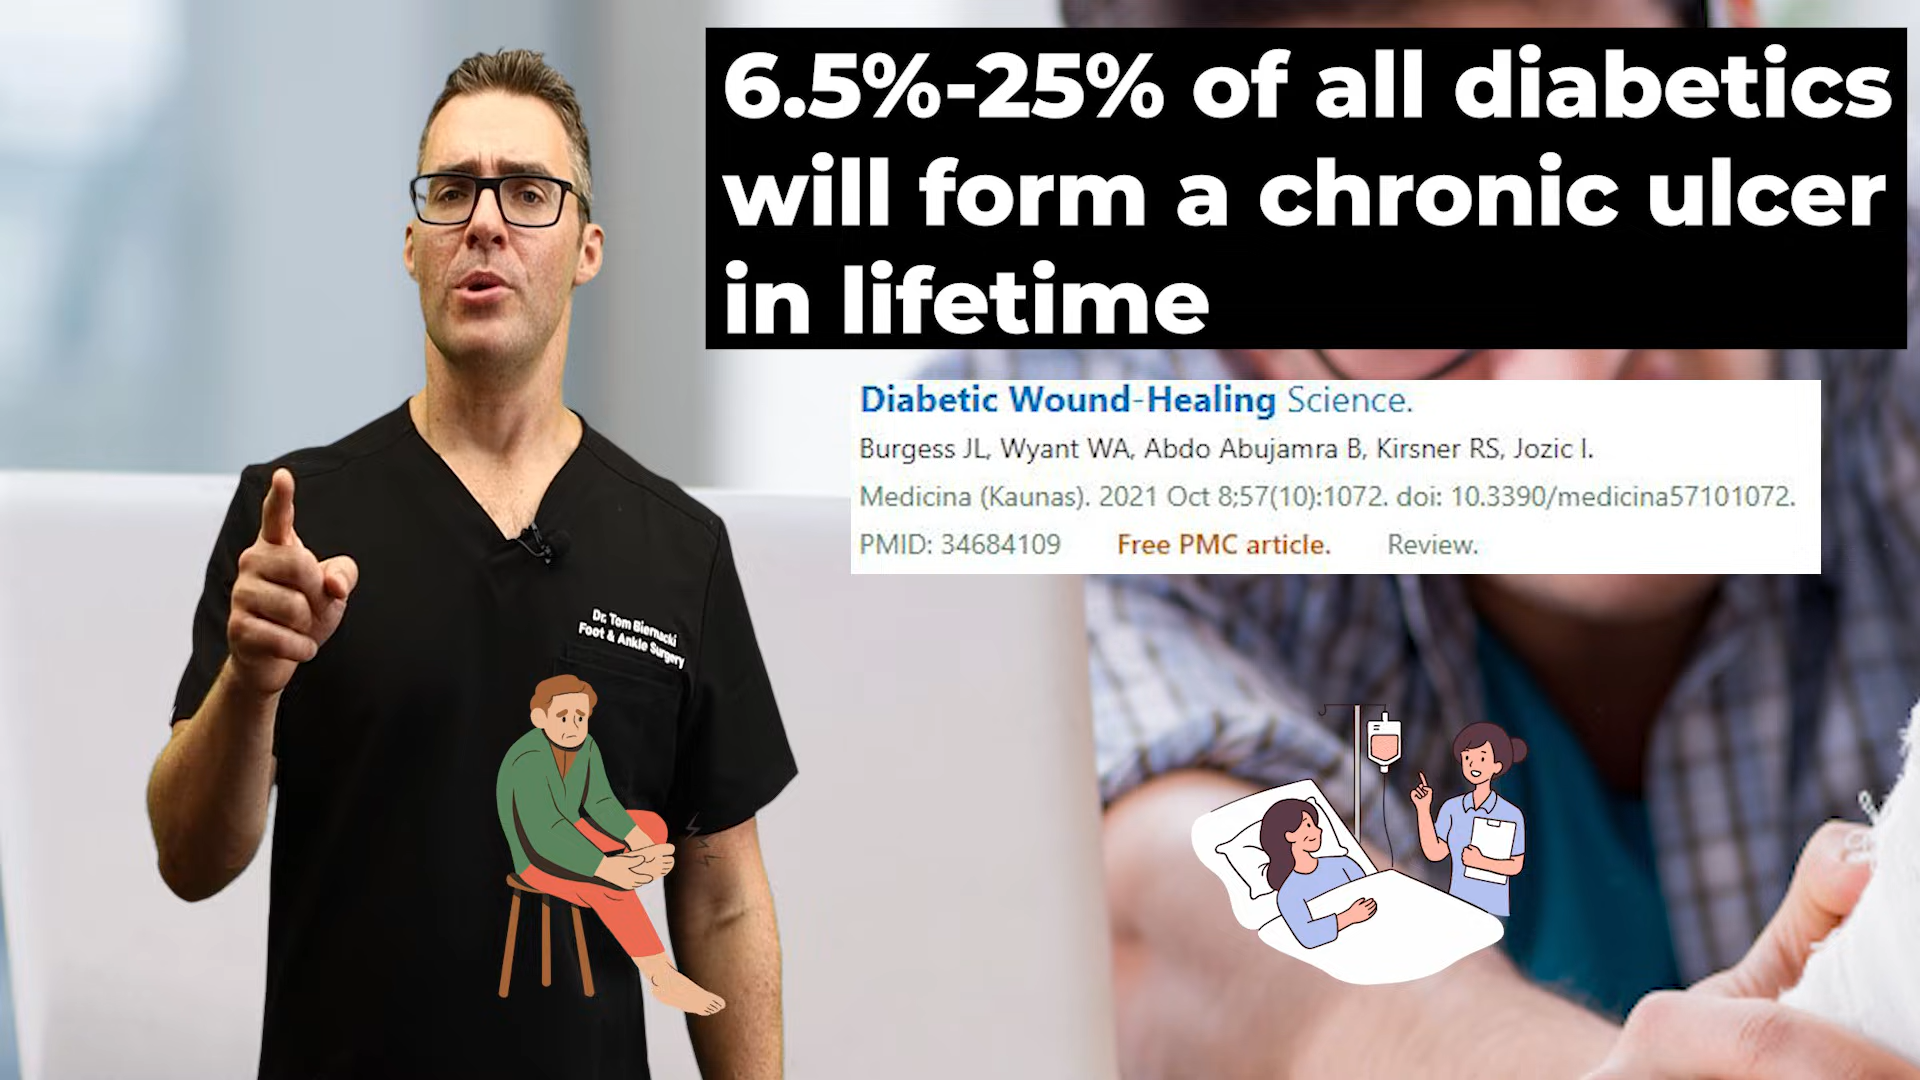 6.5%-25% of all diabetics
will form a chronic ulcer
in lifetime
Diabetic Wound-Healing Science.
Burgess JL, Wyant WA, Abdo Abujamra B, Kirsner RS, Jozic I.
Medicina (Kaunas). 2021 Oct 8;57(10):1072. doi: 10.3390/medicina57101072.
PMID: 34684109 Free PMC article. Review.
Dr. Tom Biernacki
Foot & Ankle Surgery